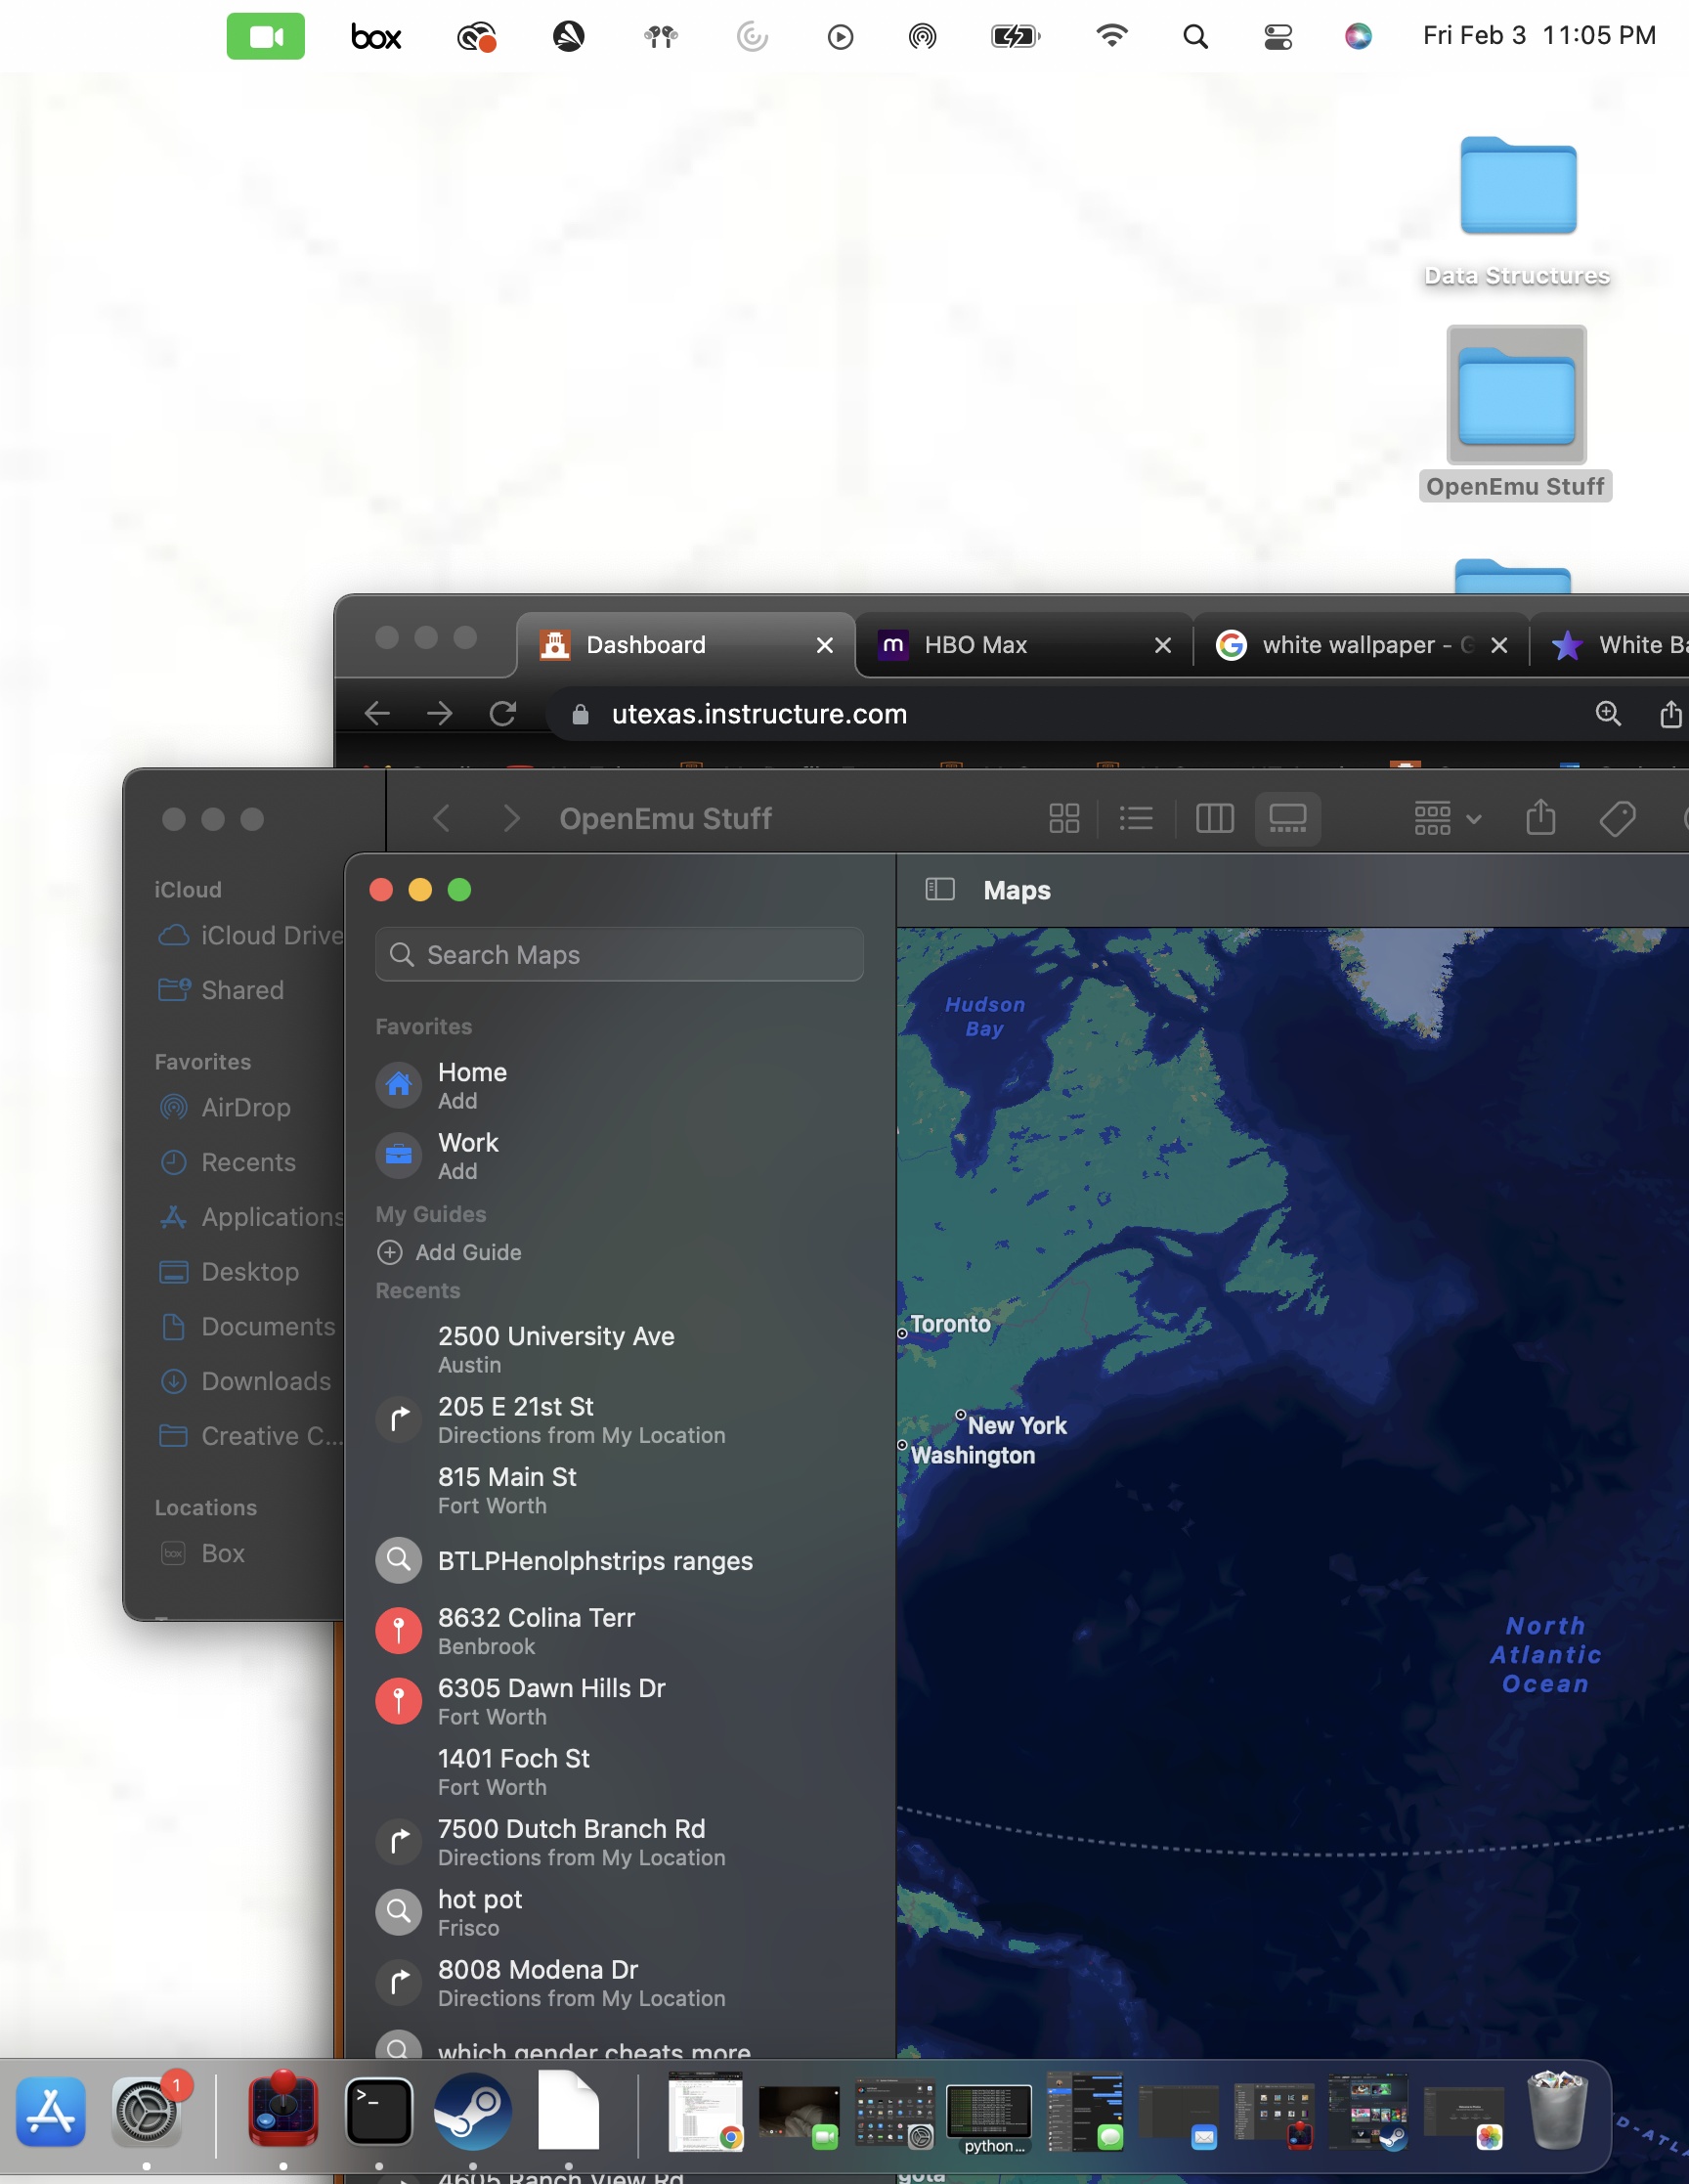 box
Fri Feb 3 11:05 PM
Data Structures
OpenEmu Stuff
Dashboard
HBO Max
white wallpaper - G
White Ba
utexas.instructure.com
OpenEmu Stuff
iCloud
iCloud Drive
Shared
Favorites
AirDrop
Recents
Applications
Desktop
Documents
Downloads
Creative C...
Locations
Box
Maps
Search Maps
Favorites
Home
Add
Work
Add
My Guides
Add Guide
Recents
2500 University Ave
Austin
205 E 21st St
Directions from My Location
815 Main St
Fort Worth
BTLPHenolphstrips ranges
8632 Colina Terr
Benbrook
6305 Dawn Hills Dr
Fort Worth
1401 Foch St
Fort Worth
7500 Dutch Branch Rd
Directions from My Location
hot pot
Frisco
8008 Modena Dr
Directions from My Location
which gender cheats more
4605 Ranch View Rd
Hudson
Bay
Toronto
New York
Washington
North
Atlantic
Ocean
1
python...
box